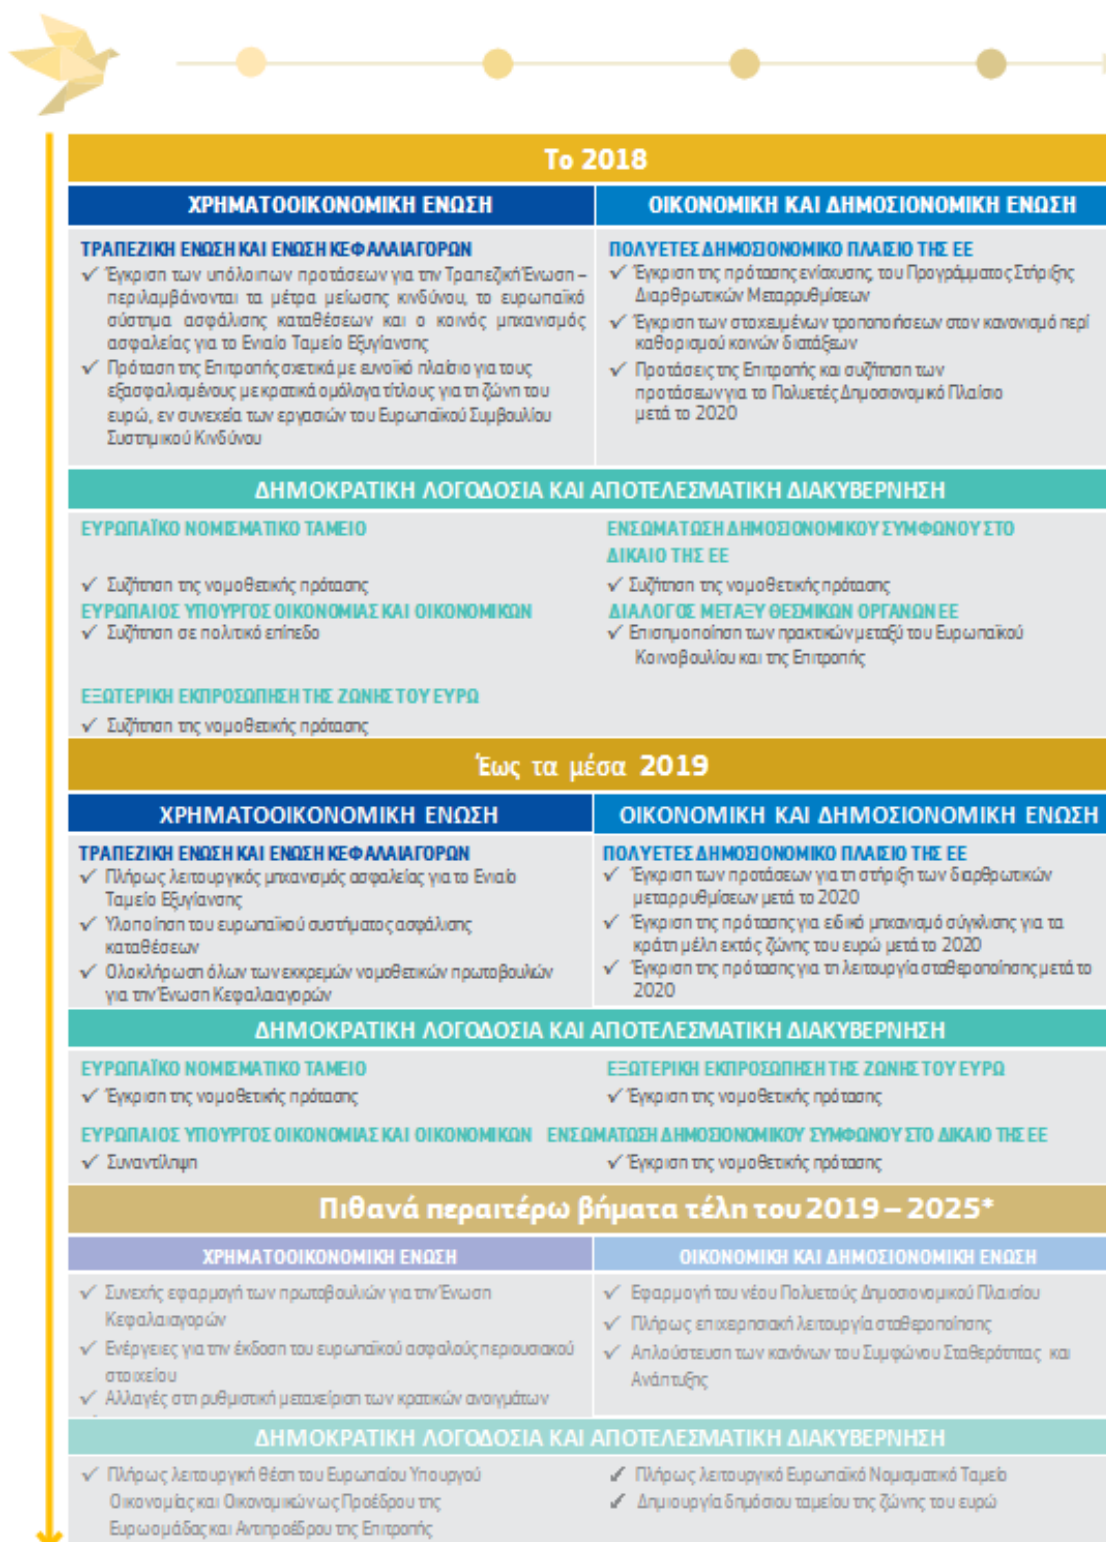 Το 2018
ΧΡΗΜΑΤΟΟΙΚΟΝΟΜΙΚΗ ΕΝΩΣΗ
ΟΙΚΟΝΟΜΙΚΗ ΚΑΙ ΔΗΜΟΣΙΟΝΟΜΙΚΗ ΕΝΩΣΗ
ΤΡΑΠΕΖΙΚΗ ΕΝΩΣΗ ΚΑΙ ΕΝΩΣΗ ΚΕΦΑΛΑΙΑΓΟΡΩΝ
✓ Έγκριση των υπόλοιπων προτάσεων για την Τραπεζική Ένωση –
περιλαμβάνονται τα μέτρα μείωσης κινδύνου, το ευρωπαϊκό
σύστημα ασφάλισης καταθέσεων και ο κοινός μηχανισμός
ασφαλείας για το Ενιαίο Ταμείο Εξυγίανσης
✓ Πρόταση της Επιτροπής σχετικά με ευνοϊκό πλαίσιο για τους
εξασφαλισμένους με κρατικά ομόλογα τίτλους για τη ζώνη του
ευρώ, εν συνεχεία των εργασιών του Ευρωπαϊκού Συμβουλίου
Συστημικού Κινδύνου
ΠΟΛΥΕΤΕΣ ΔΗΜΟΣΙΟΝΟΜΙΚΟ ΠΛΑΙΣΙΟ ΤΗΣ ΕΕ
✓ Έγκριση της πρότασης ενίσχυσης, του Προγράμματος Στήριξης
Διαρθρωτικών Μεταρρυθμίσεων
✓ Έγκριση των στοχευμένων τροποποιήσεων στον κανονισμό περί
καθορισμού κοινών διατάξεων
✓ Προτάσεις της Επιτροπής και συζήτηση των
προτάσεων για το Πολυετές Δημοσιονομικό Πλαίσιο
μετά το 2020
ΔΗΜΟΚΡΑΤΙΚΗ ΛΟΓΟΔΟΣΙΑ ΚΑΙ ΑΠΟΤΕΛΕΣΜΑΤΙΚΗ ΔΙΑΚΥΒΕΡΝΗΣΗ
ΕΥΡΩΠΑΪΚΟ ΝΟΜΙΣΜΑΤΙΚΟ ΤΑΜΕΙΟ
✓ Συζήτηση της νομοθετικής πρότασης
ΕΥΡΩΠΑΙΟΣ ΥΠΟΥΡΓΟΣ ΟΙΚΟΝΟΜΙΑΣ ΚΑΙ ΟΙΚΟΝΟΜΙΚΩΝ
✓ Συζήτηση σε πολιτικό επίπεδο
ΕΞΩΤΕΡΙΚΗ ΕΚΠΡΟΣΩΠΗΣΗ ΤΗΣ ΖΩΝΗΣ ΤΟΥ ΕΥΡΩ
✓ Συζήτηση της νομοθετικής πρότασης
ΕΝΣΩΜΑΤΩΣΗ ΔΗΜΟΣΙΟΝΟΜΙΚΟΥ ΣΥΜΦΩΝΟΥ ΣΤΟ
ΔΙΚΑΙΟ ΤΗΣ ΕΕ
✓ Συζήτηση της νομοθετικής πρότασης
ΔΙΑΛΟΓΟΣ ΜΕΤΑΞΥ ΘΕΣΜΙΚΩΝ ΟΡΓΑΝΩΝ ΕΕ
✓ Επισημοποίηση των πρακτικών μεταξύ του Ευρωπαϊκού
Κοινοβουλίου και της Επιτροπής
Έως τα μέσα 2019
ΧΡΗΜΑΤΟΟΙΚΟΝΟΜΙΚΗ ΕΝΩΣΗ
ΟΙΚΟΝΟΜΙΚΗ ΚΑΙ ΔΗΜΟΣΙΟΝΟΜΙΚΗ ΕΝΩΣΗ
ΤΡΑΠΕΖΙΚΗ ΕΝΩΣΗ ΚΑΙ ΕΝΩΣΗ ΚΕΦΑΛΑΙΑΓΟΡΩΝ
✓ Πλήρως λειτουργικός μηχανισμός ασφαλείας για το Ενιαίο
Ταμείο Εξυγίανσης
✓ Υλοποίηση του ευρωπαϊκού συστήματος ασφάλισης
καταθέσεων
✓ Ολοκλήρωση όλων των εκκρεμών νομοθετικών πρωτοβουλιών
για την Ένωση Κεφαλαιαγορών
ΠΟΛΥΕΤΕΣ ΔΗΜΟΣΙΟΝΟΜΙΚΟ ΠΛΑΙΣΙΟ ΤΗΣ ΕΕ
✓ Έγκριση των προτάσεων για τη στήριξη των διαρθρωτικών
μεταρρυθμίσεων μετά το 2020
✓ Έγκριση της πρότασης για ειδικό μηχανισμό σύγκλισης για τα
κράτη μέλη εκτός ζώνης του ευρώ μετά το 2020
✓ Έγκριση της πρότασης για τη λειτουργία σταθεροποίησης μετά το
2020
ΔΗΜΟΚΡΑΤΙΚΗ ΛΟΓΟΔΟΣΙΑ ΚΑΙ ΑΠΟΤΕΛΕΣΜΑΤΙΚΗ ΔΙΑΚΥΒΕΡΝΗΣΗ
ΕΥΡΩΠΑΪΚΟ ΝΟΜΙΣΜΑΤΙΚΟ ΤΑΜΕΙΟ
✓ Έγκριση της νομοθετικής πρότασης
ΕΞΩΤΕΡΙΚΗ ΕΚΠΡΟΣΩΠΗΣΗ ΤΗΣ ΖΩΝΗΣ ΤΟΥ ΕΥΡΩ
✓ Έγκριση της νομοθετικής πρότασης
ΕΥΡΩΠΑΙΟΣ ΥΠΟΥΡΓΟΣ ΟΙΚΟΝΟΜΙΑΣ ΚΑΙ ΟΙΚΟΝΟΜΙΚΩΝ
✓ Συναντίληψη
ΕΝΣΩΜΑΤΩΣΗ ΔΗΜΟΣΙΟΝΟΜΙΚΟΥ ΣΥΜΦΩΝΟΥ ΣΤΟ ΔΙΚΑΙΟ ΤΗΣ ΕΕ
✓ Έγκριση της νομοθετικής πρότασης
Πιθανά περαιτέρω βήματα τέλη του 2019 – 2025*
ΧΡΗΜΑΤΟΟΙΚΟΝΟΜΙΚΗ ΕΝΩΣΗ
ΟΙΚΟΝΟΜΙΚΗ ΚΑΙ ΔΗΜΟΣΙΟΝΟΜΙΚΗ ΕΝΩΣΗ
✓ Συνεχής εφαρμογή των πρωτοβουλιών για την Ένωση
Κεφαλαιαγορών
✓ Ενέργειες για την έκδοση του ευρωπαϊκού ασφαλούς περιουσιακού
στοιχείου
✓ Αλλαγές στη ρυθμιστική μεταχείριση των κρατικών ανοιγμάτων
✓ Εφαρμογή του νέου Πολυετούς Δημοσιονομικού Πλαισίου
✓ Πλήρως επιχειρησιακή λειτουργία σταθεροποίησης
✓ Απλούστευση των κανόνων του Συμφώνου Σταθερότητας και
Ανάπτυξης
ΔΗΜΟΚΡΑΤΙΚΗ ΛΟΓΟΔΟΣΙΑ ΚΑΙ ΑΠΟΤΕΛΕΣΜΑΤΙΚΗ ΔΙΑΚΥΒΕΡΝΗΣΗ
✓ Πλήρως λειτουργική θέση του Ευρωπαίου Υπουργού
Οικονομίας και Οικονομικών ως Προέδρου της
Ευρωομάδας και Αντιπροέδρου της Επιτροπής
✓ Πλήρως λειτουργικό Ευρωπαϊκό Νομισματικό Ταμείο
✓ Δημιουργία δημόσιου ταμείου της ζώνης του ευρώ